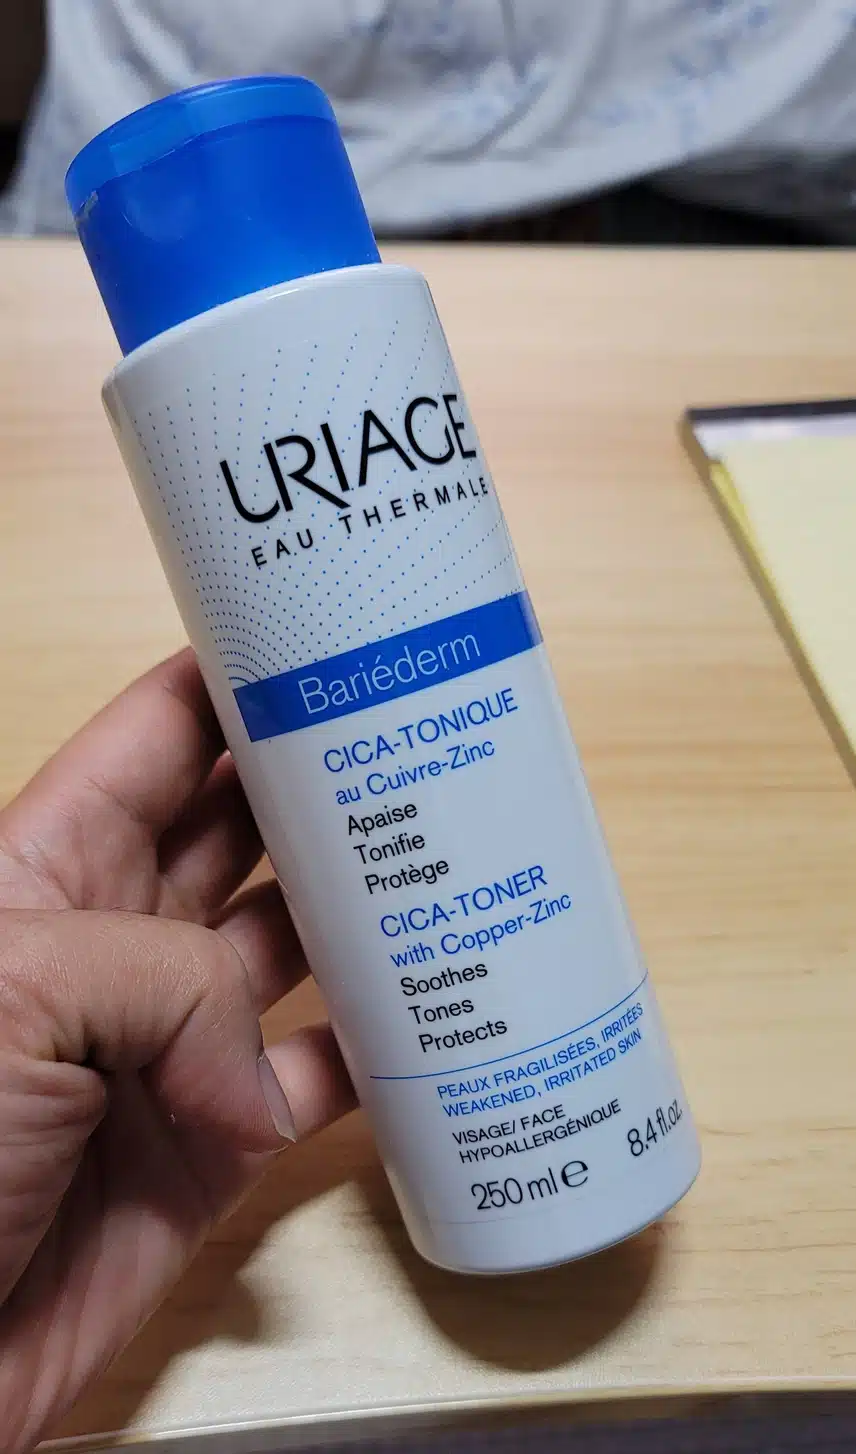 URIAGE
EAU THERMALE
Bariéderm
CICA-TONIQUE
au Cuivre-Zinc
Apaise
Tonifie
Protège
CICA-TONER
with Copper-Zinc
Soothes
Tones
Protects
PEAUX FRAGILISÉES, IRRITÉES
WEAKENED, IRRITATED SKIN
VISAGE/ FACE
HYPOALLERGÉNIQUE
250 ml ℮ 8.4 fl.oz.